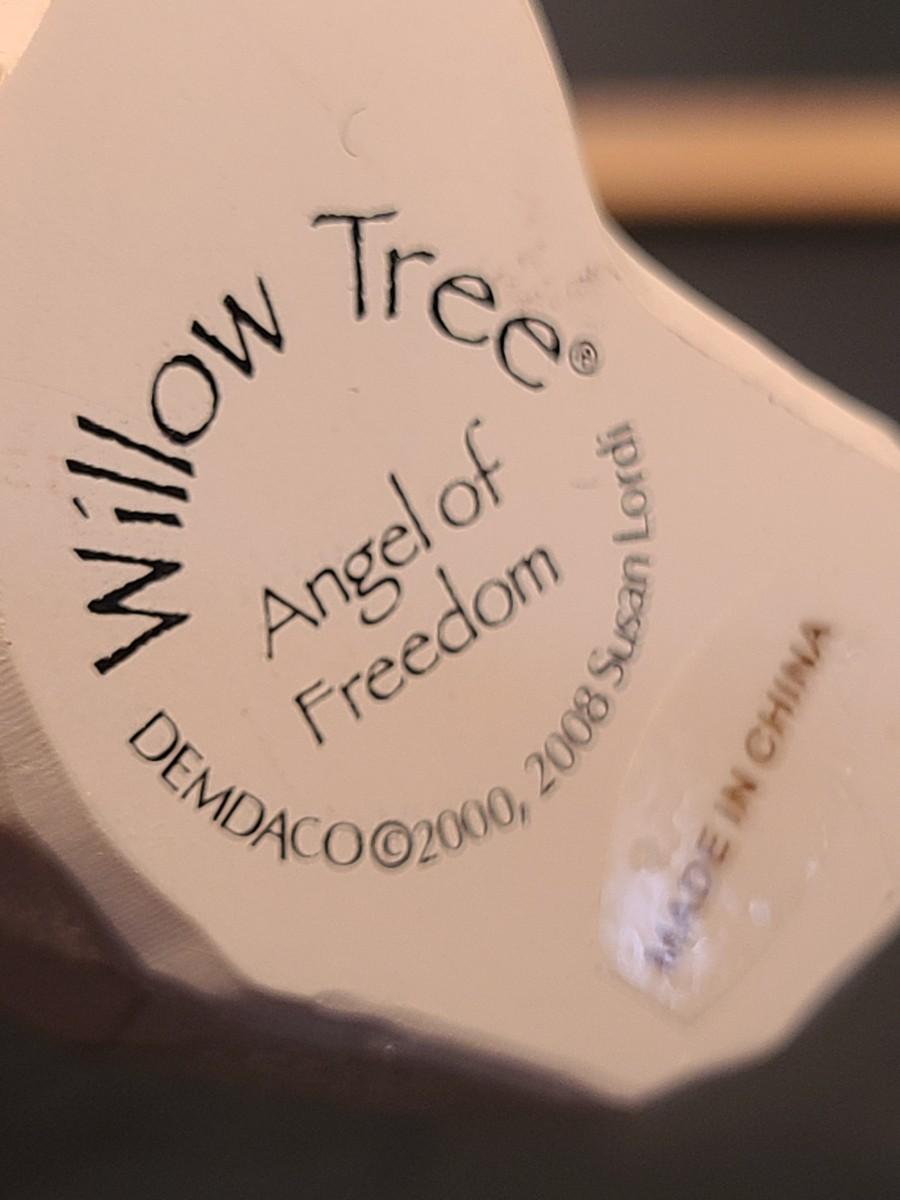 Willow Tree®
Angel of
Freedom
DEMDACO©2000, 2008 Susan Lordi
MADE IN CHINA